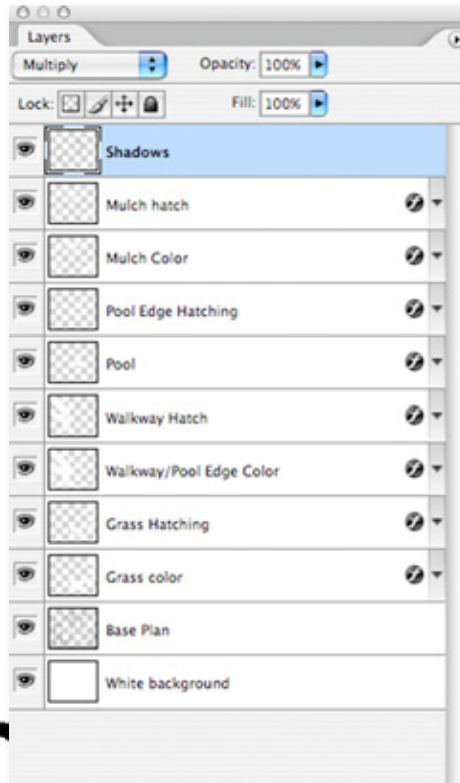 Layers
Multiply Opacity: 100%
Lock: Fill: 100%
Shadows
Mulch hatch
Mulch Color
Pool Edge Hatching
Pool
Walkway Hatch
Walkway/Pool Edge Color
Grass Hatching
Grass color
Base Plan
White background